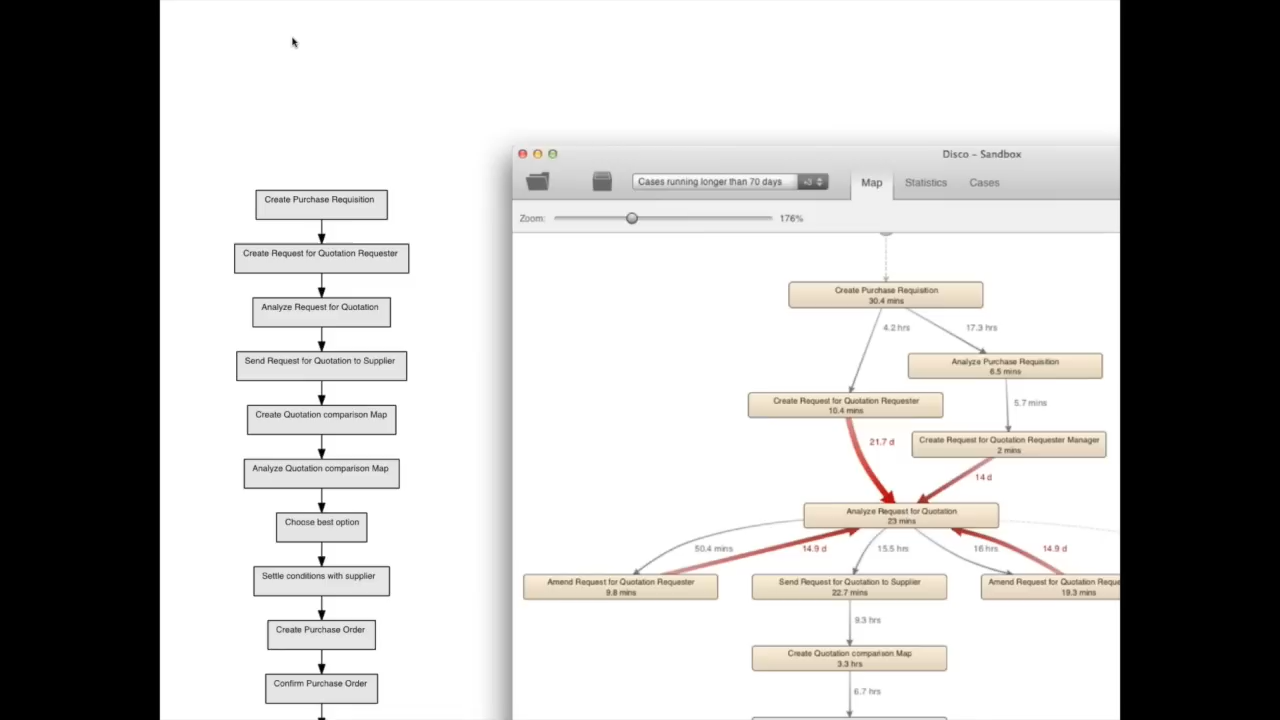 Create Purchase Requisition
Create Request for Quotation Requester
Analyze Request for Quotation
Send Request for Quotation to Supplier
Create Quotation comparison Map
Analyze Quotation comparison Map
Choose best option
Settle conditions with supplier
Create Purchase Order
Confirm Purchase Order
Disco - Sandbox
Cases running longer than 70 days
Map
Statistics
Cases
Zoom:
176%
Create Purchase Requisition
30.4 mins
4.2 hrs
17.3 hrs
Analyze Purchase Requisition
6.5 mins
5.7 mins
Create Request for Quotation Requester
10.4 mins
Create Request for Quotation Requester Manager
2 mins
21.7 d
14 d
Analyze Request for Quotation
23 mins
50.4 mins
14.9 d
15.5 hrs
16 hrs
14.9 d
Amend Request for Quotation Requester
9.8 mins
Send Request for Quotation to Supplier
22.7 mins
Amend Request for Quotation Reque
19.3 mins
9.3 hrs
Create Quotation comparison Map
3.3 hrs
6.7 hrs